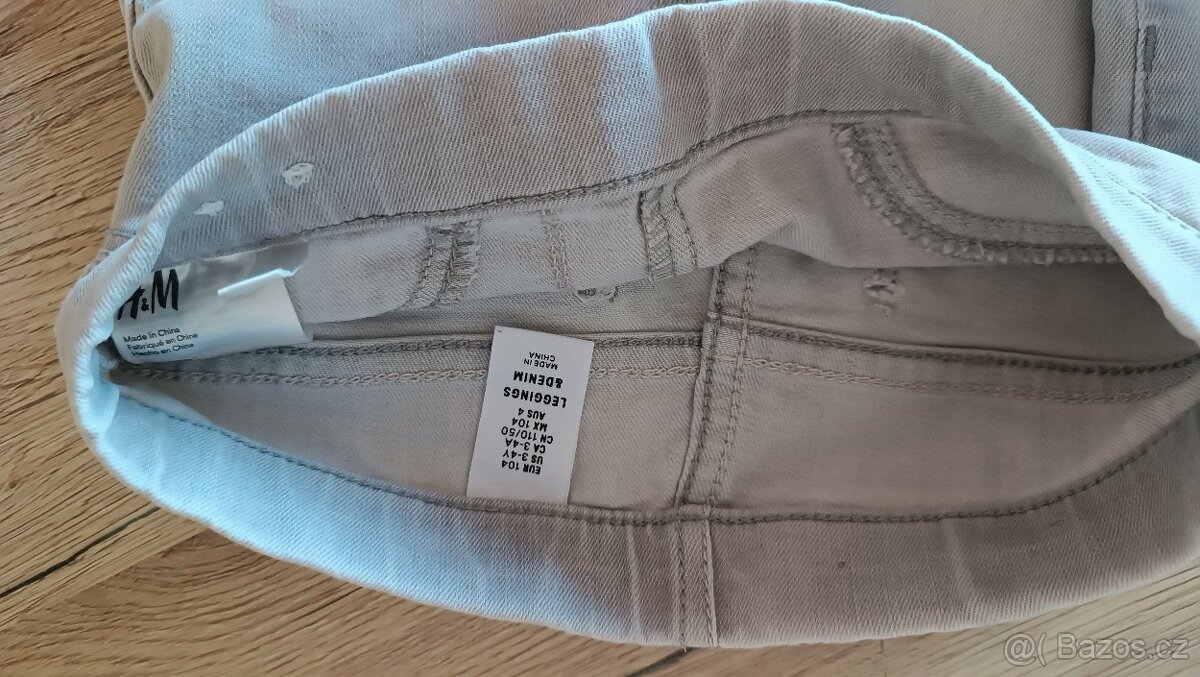 H&M
Made in China
Fabriqué en Chine
Hecho en China
EUR 104
US 3-4Y
CA 3-4A
CN 110/50
MX 104
AUS 4
LEGGINGS
&DENIM
MADE IN
CHINA
@( Bazos.cz